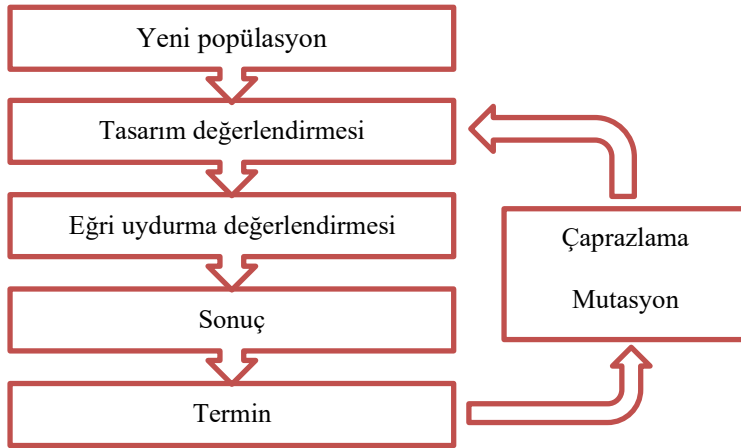 Yeni popülasyon
Tasarım değerlendirmesi
Eğri uydurma değerlendirmesi
Sonuç
Termin
Çaprazlama
Mutasyon